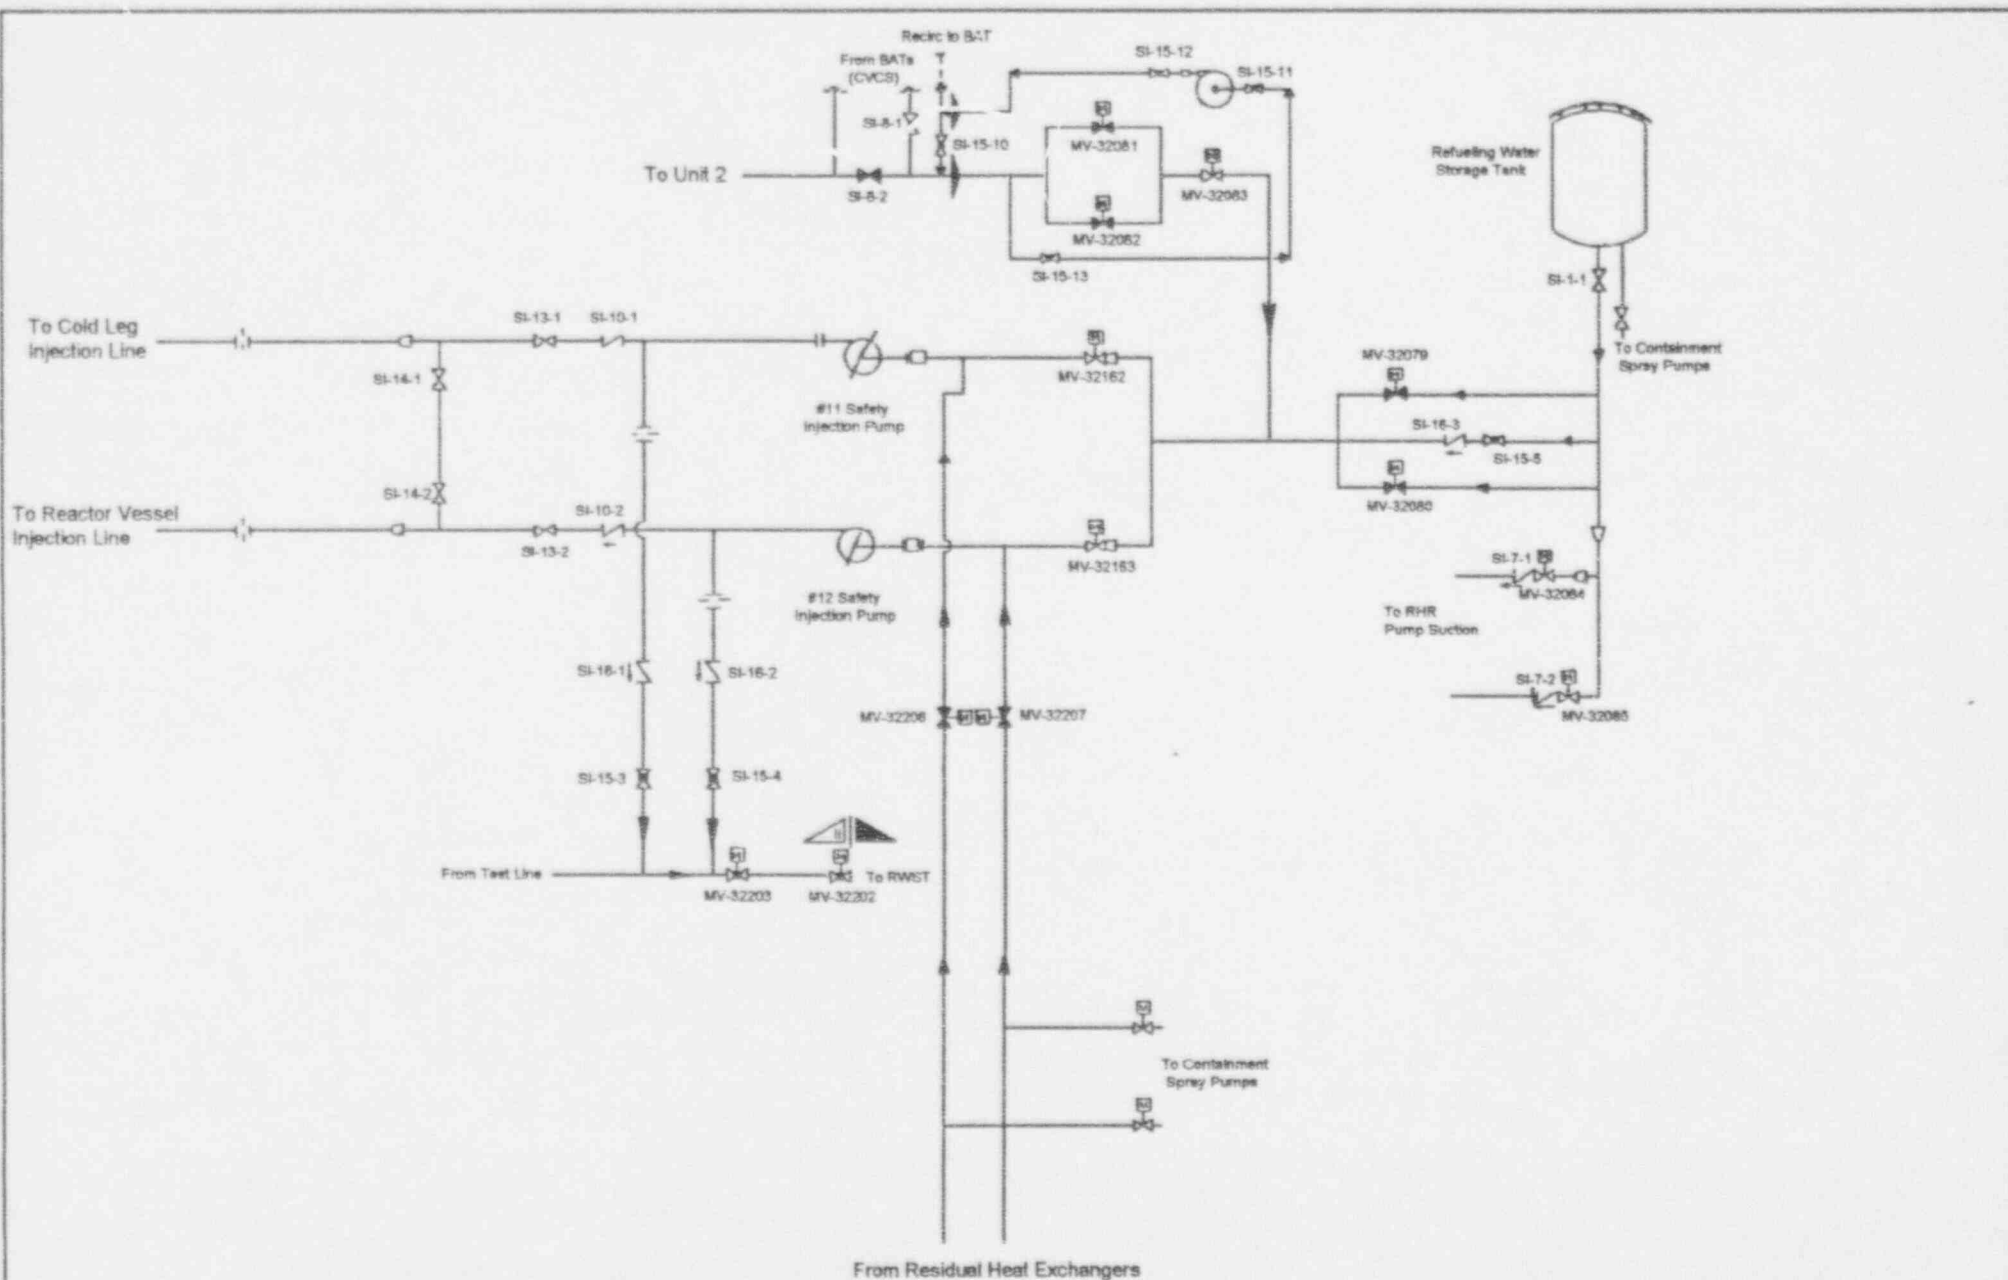 Recirc to BAT
From BATs
(CVCS)
SI-15-12
SI-15-11
SI-8-1
SI-15-10
MV-32081
To Unit 2
SI-8-2
MV-32083
MV-32082
SI-15-13
Refueling Water
Storage Tank
SI-1-1
To Containment
Spray Pumps
To Cold Leg
Injection Line
SI-13-1
SI-10-1
SI-14-1
#11 Safety
Injection Pump
MV-32162
MV-32079
SI-16-3
SI-15-5
MV-32080
SI-14-2
To Reactor Vessel
Injection Line
SI-10-2
SI-13-2
#12 Safety
Injection Pump
MV-32163
SI-7-1
MV-32084
To RHR
Pump Suction
SI-7-2
MV-32085
SI-16-1
SI-16-2
MV-32206
MV-32207
SI-15-3
SI-15-4
From Test Line
MV-32203
MV-32202
To RWST
To Containment
Spray Pumps
From Residual Heat Exchangers